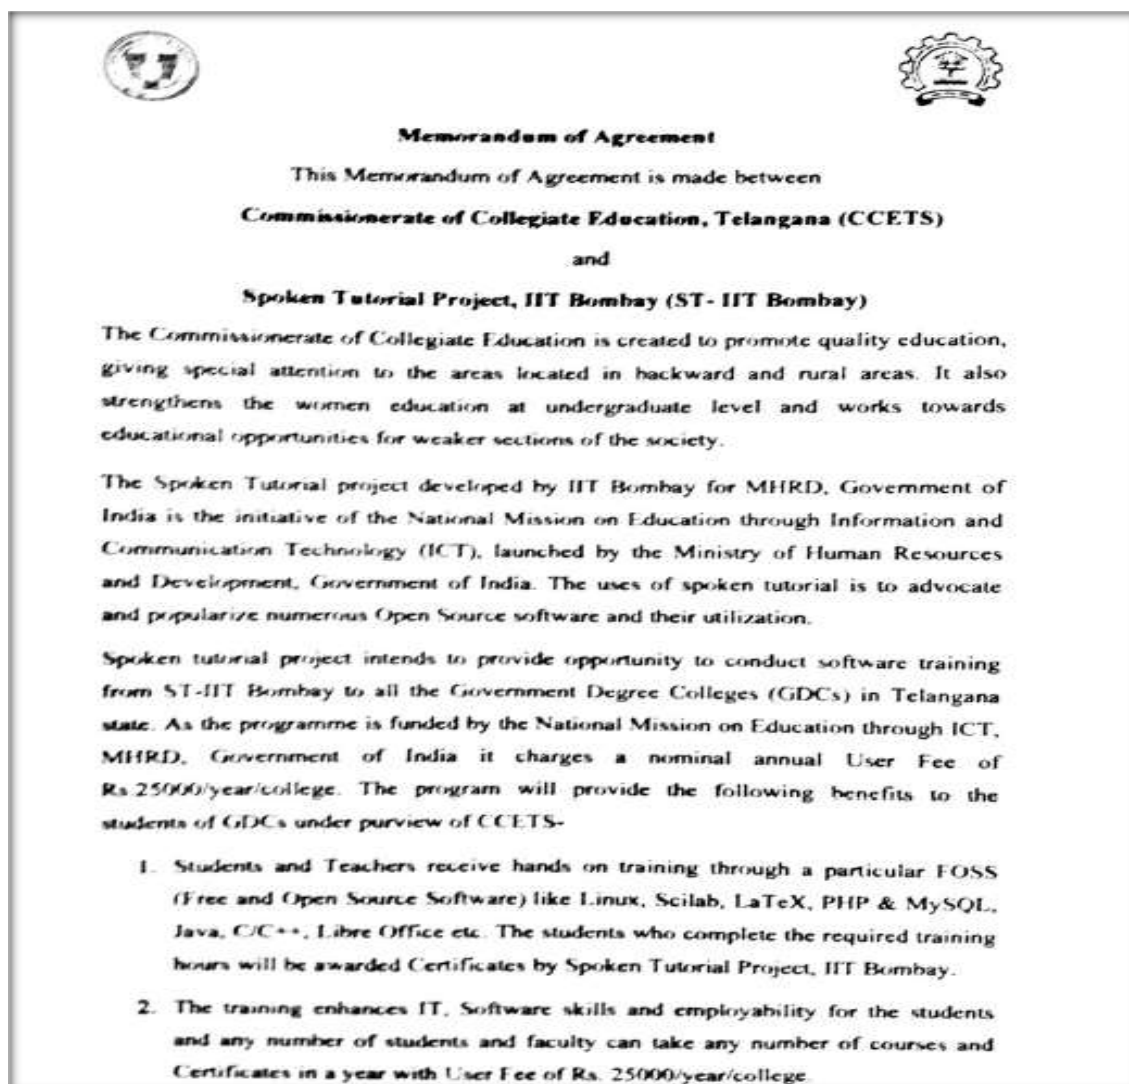 Memorandum of Agreement
This Memorandum of Agreement is made between
Commissionerate of Collegiate Education, Telangana (CCETS)
and
Spoken Tutorial Project, IIT Bombay (ST- IIT Bombay)
The Commissionerate of Collegiate Education is created to promote quality education,
giving special attention to the areas located in backward and rural areas. It also
strengthens the women education at undergraduate level and works towards
educational opportunities for weaker sections of the society.
The Spoken Tutorial project developed by IIT Bombay for MHRD, Government of
India is the initiative of the National Mission on Education through Information and
Communication Technology (ICT), launched by the Ministry of Human Resources
and Development, Government of India. The uses of spoken tutorial is to advocate
and popularize numerous Open Source software and their utilization.
Spoken tutorial project intends to provide opportunity to conduct software training
from ST-IIT Bombay to all the Government Degree Colleges (GDCs) in Telangana
state. As the programme is funded by the National Mission on Education through ICT,
MHRD, Government of India it charges a nominal annual User Fee of
Rs.25000/year/college. The program will provide the following benefits to the
students of GDCs under purview of CCETS-
1. Students and Teachers receive hands on training through a particular FOSS
(Free and Open Source Software) like Linux, Scilab, LaTeX, PHP & MySQL,
Java, C/C++, Libre Office etc. The students who complete the required training
hours will be awarded Certificates by Spoken Tutorial Project, IIT Bombay.
2. The training enhances IT, Software skills and employability for the students
and any number of students and faculty can take any number of courses and
Certificates in a year with User Fee of Rs. 25000/year/college.